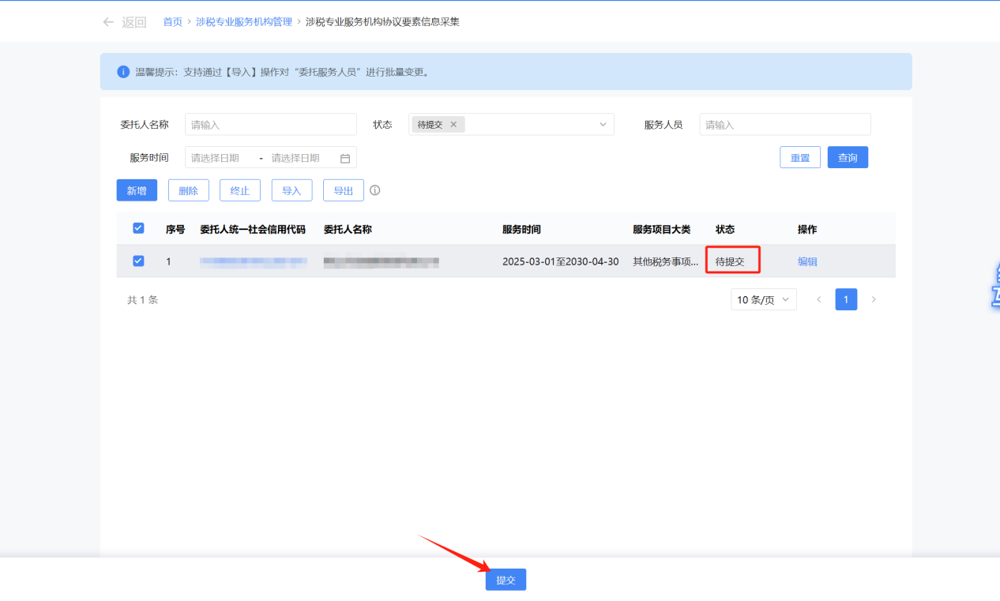 返回 首页 > 涉税专业服务机构管理 > 涉税专业服务机构协议要素信息采集
温馨提示：支持通过【导入】操作对“委托服务人员”进行批量变更。
委托人名称 请输入 状态 待提交 × 服务人员 请输入
服务时间 请选择日期 - 请选择日期 重置 查询
新增 删除 终止 导入 导出
序号 委托人统一社会信用代码 委托人名称 服务时间 服务项目大类 状态 操作
1 2025-03-01至2030-04-30 其他税务事项... 待提交 编辑
共 1 条 10 条/页 1
提交